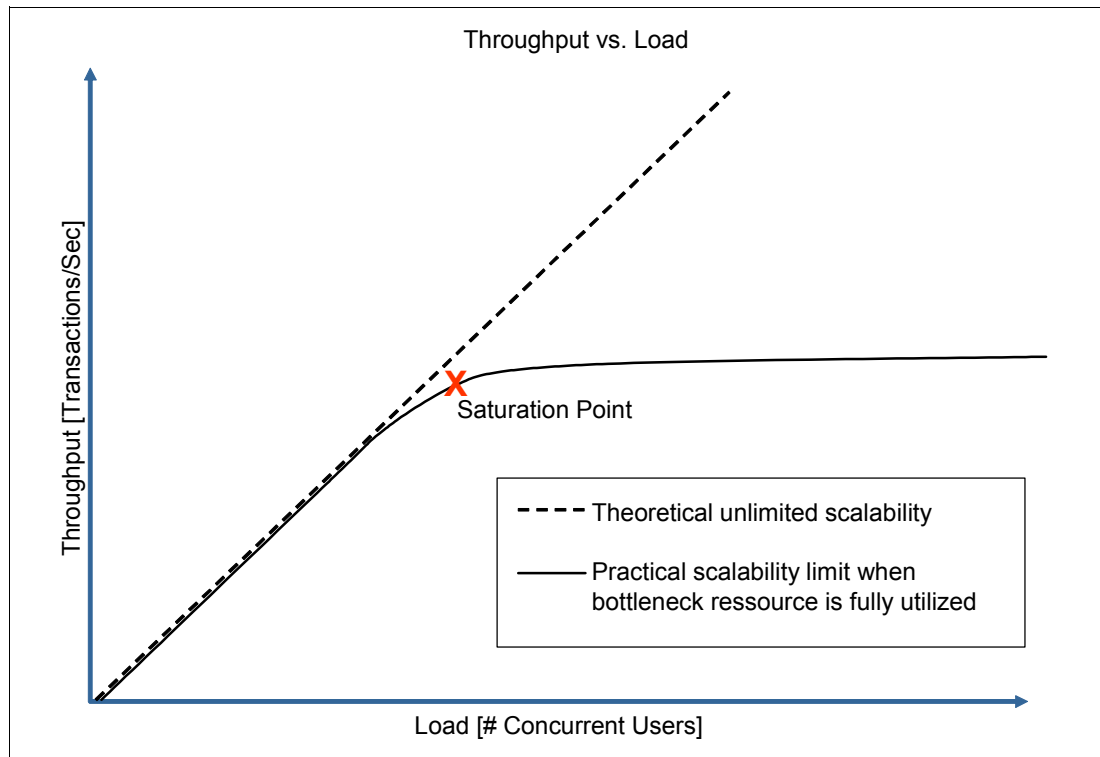 Throughput vs. Load
Throughput [Transactions/Sec]
X
Saturation Point
Theoretical unlimited scalability
Practical scalability limit when
bottleneck ressource is fully utilized
Load [# Concurrent Users]